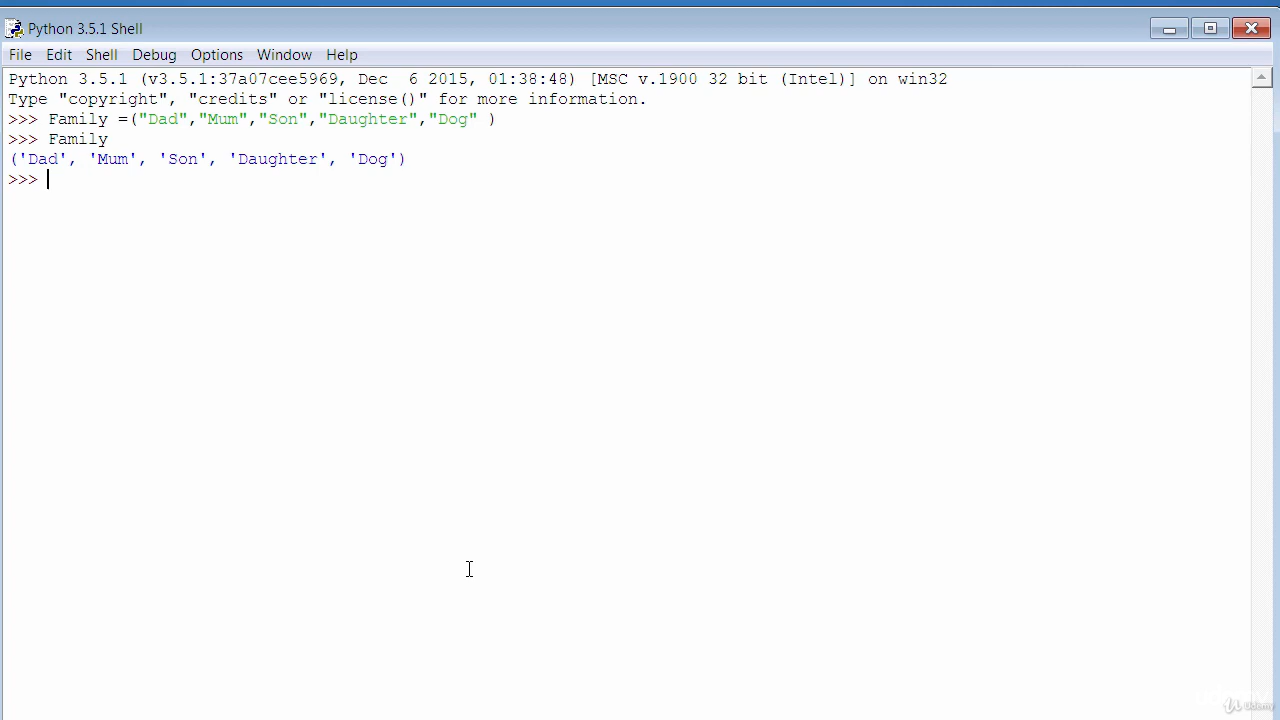 Python 3.5.1 Shell
File Edit Shell Debug Options Window Help
Python 3.5.1 (v3.5.1:37a07cee5969, Dec  6 2015, 01:38:48) [MSC v.1900 32 bit (Intel)] on win32
Type "copyright", "credits" or "license()" for more information.
>>> Family =("Dad","Mum","Son","Daughter","Dog" )
>>> Family
('Dad', 'Mum', 'Son', 'Daughter', 'Dog')
>>>
Udemy